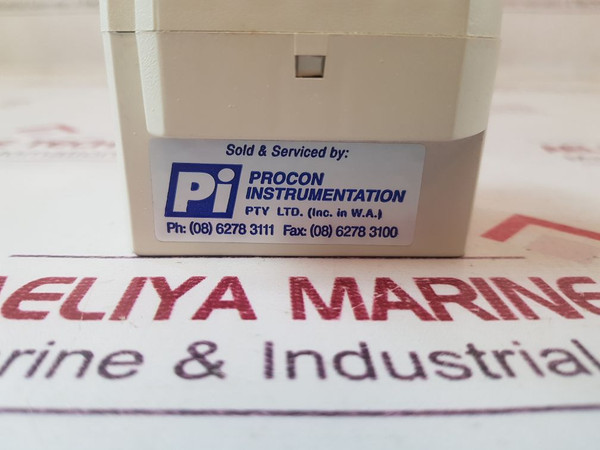 Sold & Serviced by:
Pi
PROCON
INSTRUMENTATION
PTY LTD. (Inc. in W.A.)
Ph: (08) 6278 3111 Fax: (08) 6278 3100
AELIYA MARINE
rine & Industrial